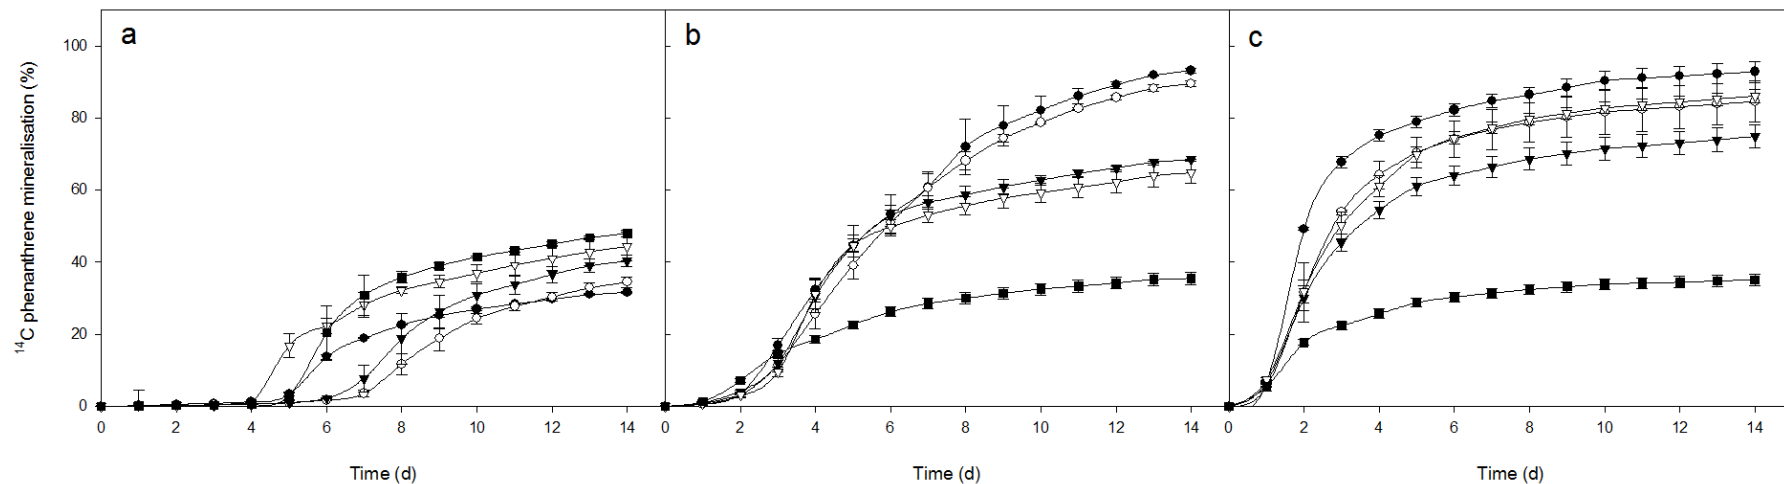 a
b
c
¹⁴C phenanthrene mineralisation (%)
100
80
60
40
20
0
0 2 4 6 8 10 12 14
0 2 4 6 8 10 12 14
0 2 4 6 8 10 12 14
Time (d)
Time (d)
Time (d)